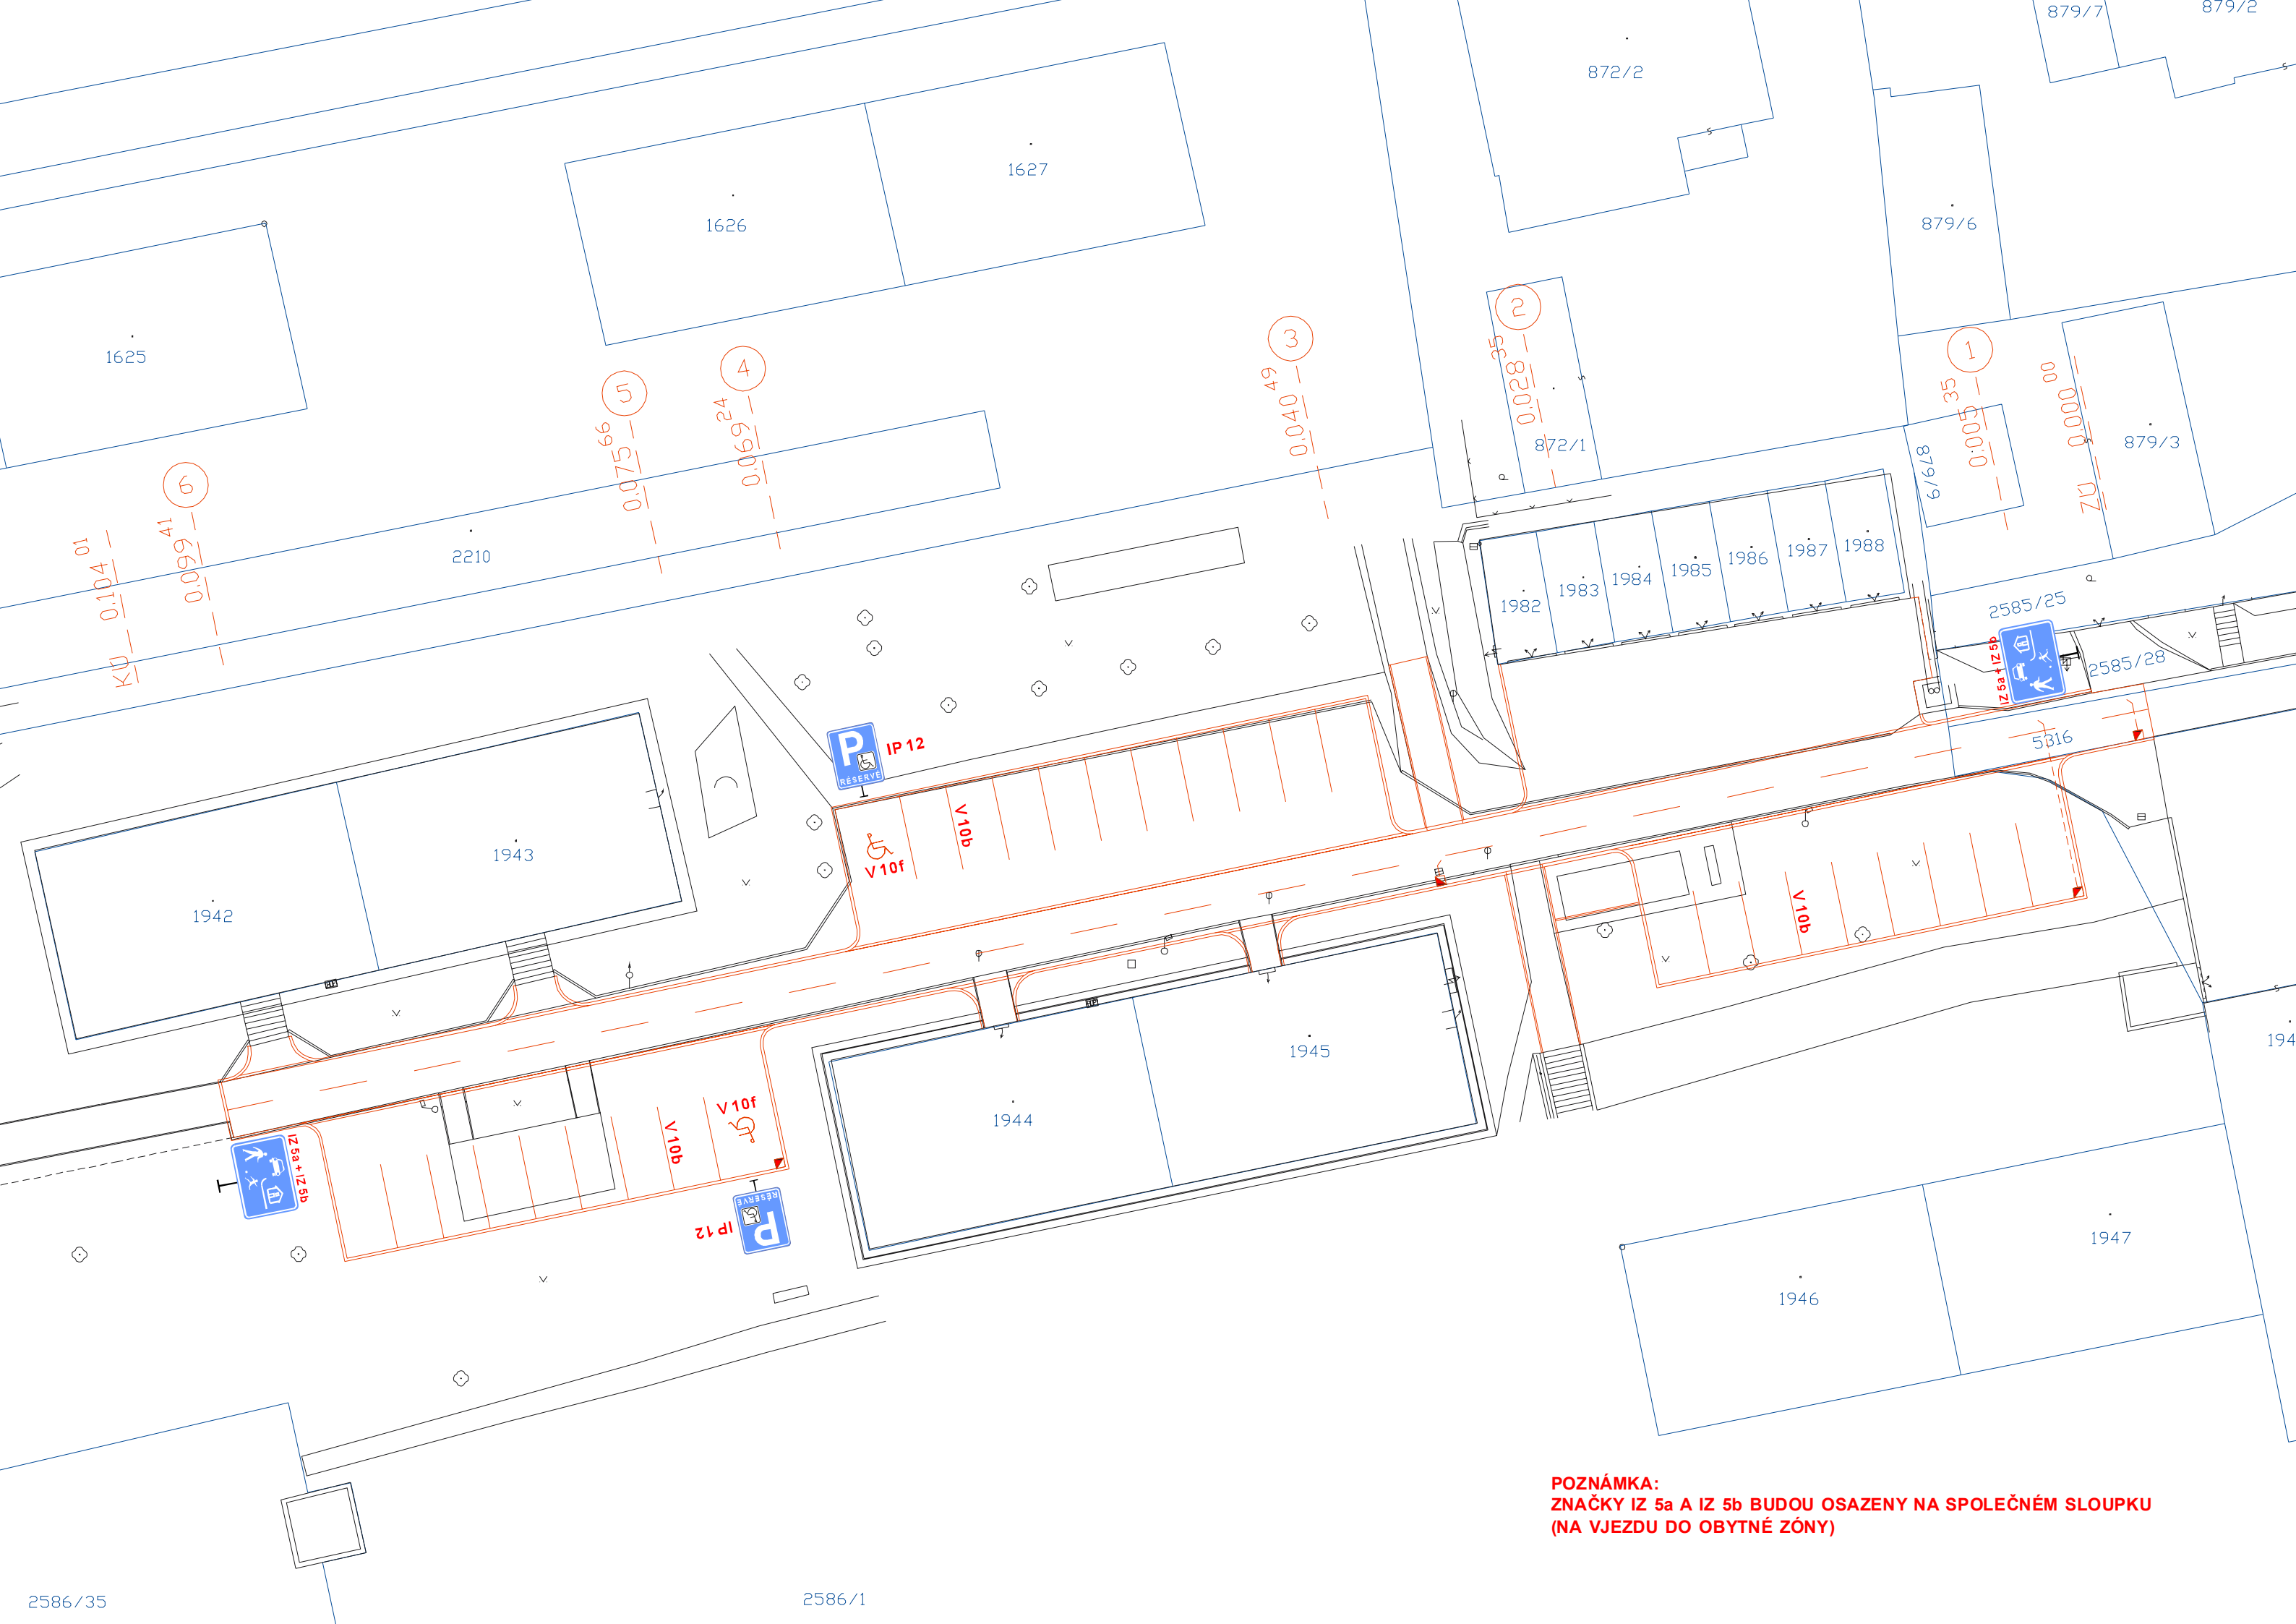 879/7
879/2
872/2
1627
1626
879/6
1625
1
2
3
4
5
6
0.005 35
0.028 35
0.040 49
0.069 24
0.075 66
0.099 41
ZÚ 0.000 00
KÚ 0.104 01
872/1
879/9
879/3
2210
1982
1983
1984
1985
1986
1987
1988
2585/25
2585/28
IZ 5a + IZ 5b
5316
P
RÉSERVÉ
IP 12
V 10b
V 10f
V 10b
1943
1942
1945
1944
V 10f
V 10b
IZ 5a + IZ 5b
RÉSERVÉ
P
IP 12
194
1947
1946
POZNÁMKA:
ZNAČKY IZ 5a A IZ 5b BUDOU OSAZENY NA SPOLEČNÉM SLOUPKU
(NA VJEZDU DO OBYTNÉ ZÓNY)
2586/35
2586/1